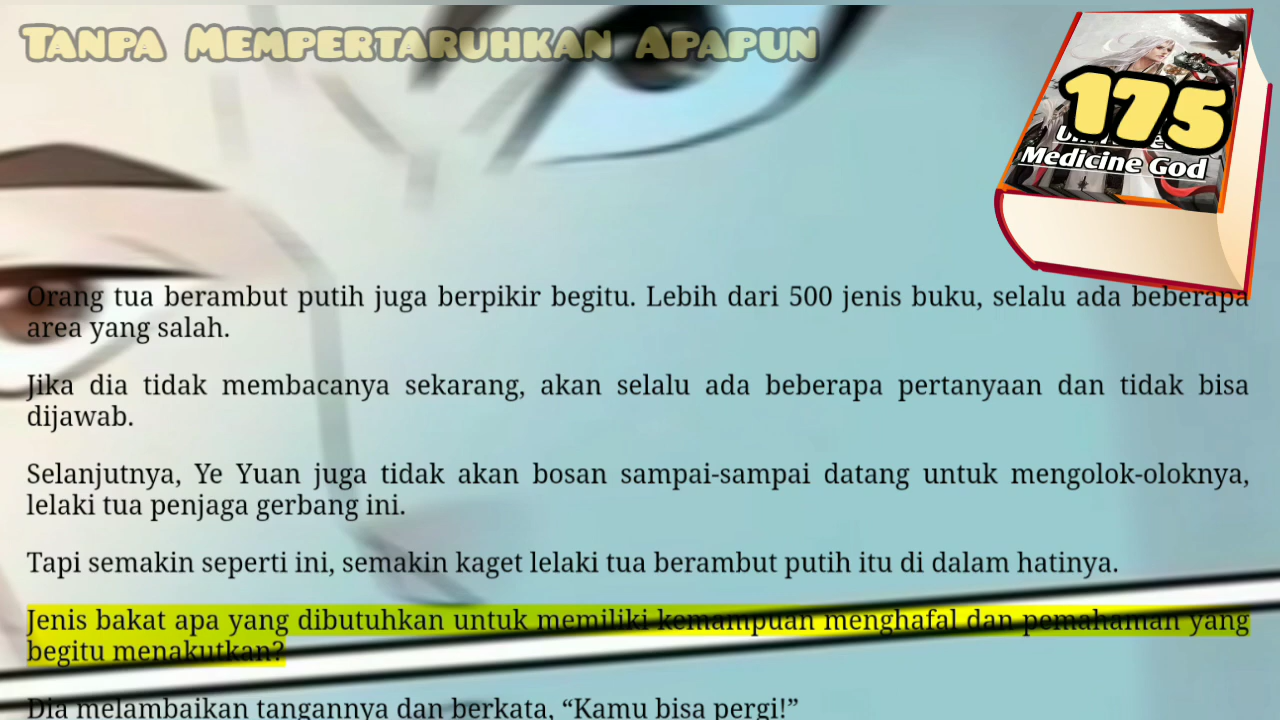 Tanpa Mempertaruhkan Apapun
175
Medicine God
Orang tua berambut putih juga berpikir begitu. Lebih dari 500 jenis buku, selalu ada beberapa
area yang salah.
Jika dia tidak membacanya sekarang, akan selalu ada beberapa pertanyaan dan tidak bisa
dijawab.
Selanjutnya, Ye Yuan juga tidak akan bosan sampai-sampai datang untuk mengolok-oloknya,
lelaki tua penjaga gerbang ini.
Tapi semakin seperti ini, semakin kaget lelaki tua berambut putih itu di dalam hatinya.
Jenis bakat apa yang dibutuhkan untuk memiliki kemampuan menghafal dan pemahaman yang
begitu menakutkan?
Dia melambaikan tangannya dan berkata, “Kamu bisa pergi!”